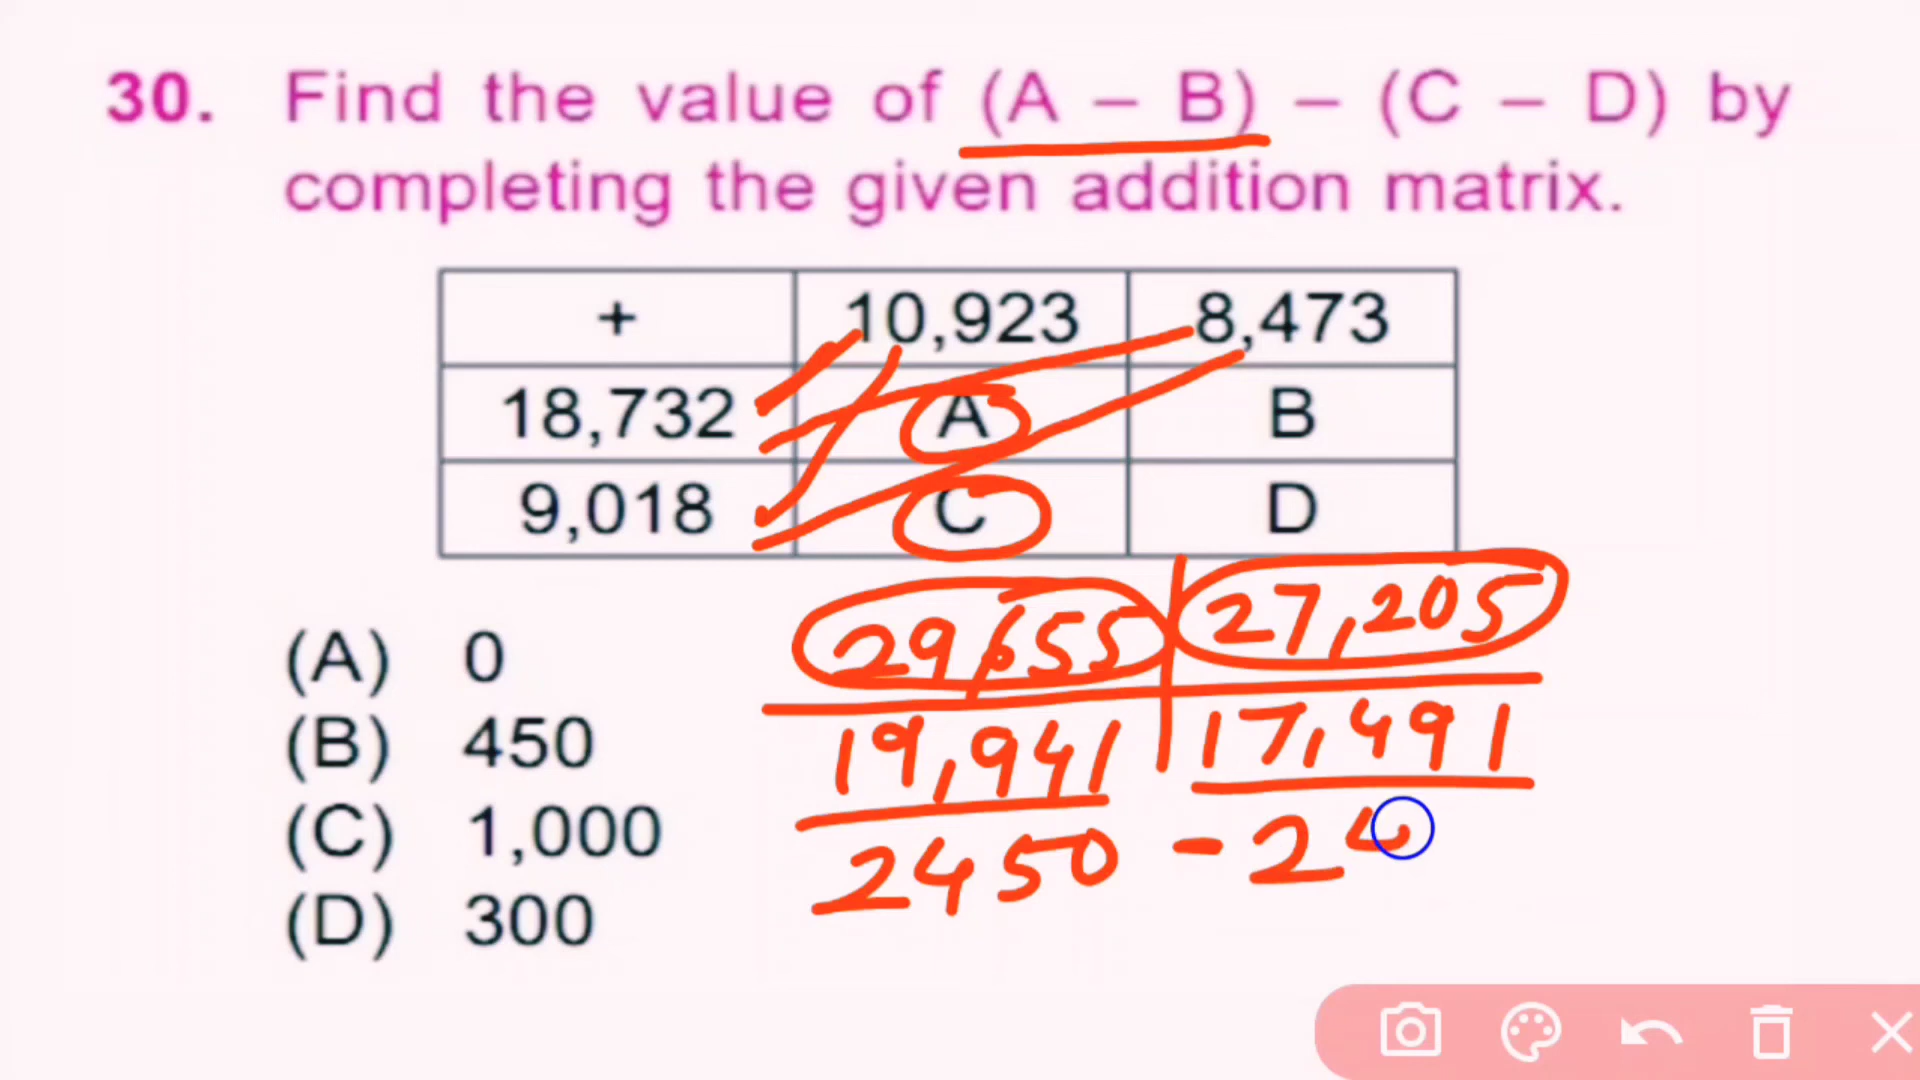 30. Find the value of (A – B) – (C – D) by
completing the given addition matrix.
+ 10,923 8,473
18,732 A B
9,018 C D
(A) 0
(B) 450
(C) 1,000
(D) 300
29,655 27,205
19,941 17,491
2450 - 24